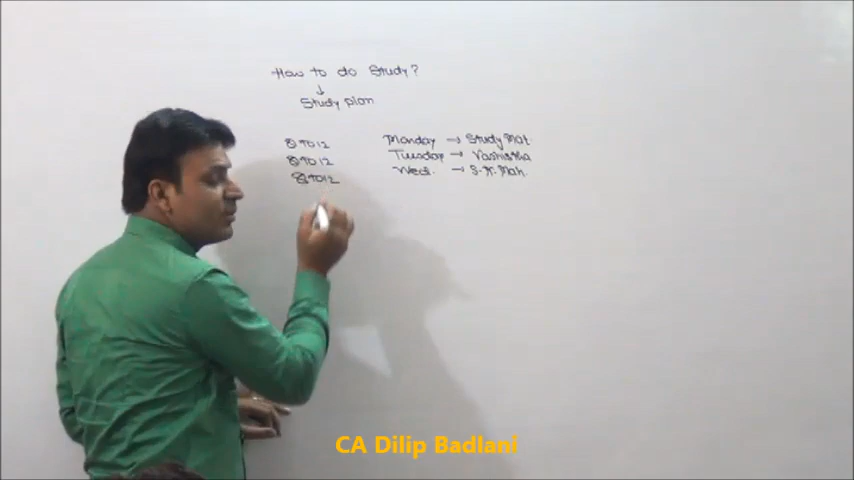 How to do Study?
↓
Study plan
8 TO 12 Monday → Study Mat
8 TO 12 Tuesday → Vashistha
8 TO 12 Wed. → S.K. Mah.
CA Dilip Badlani